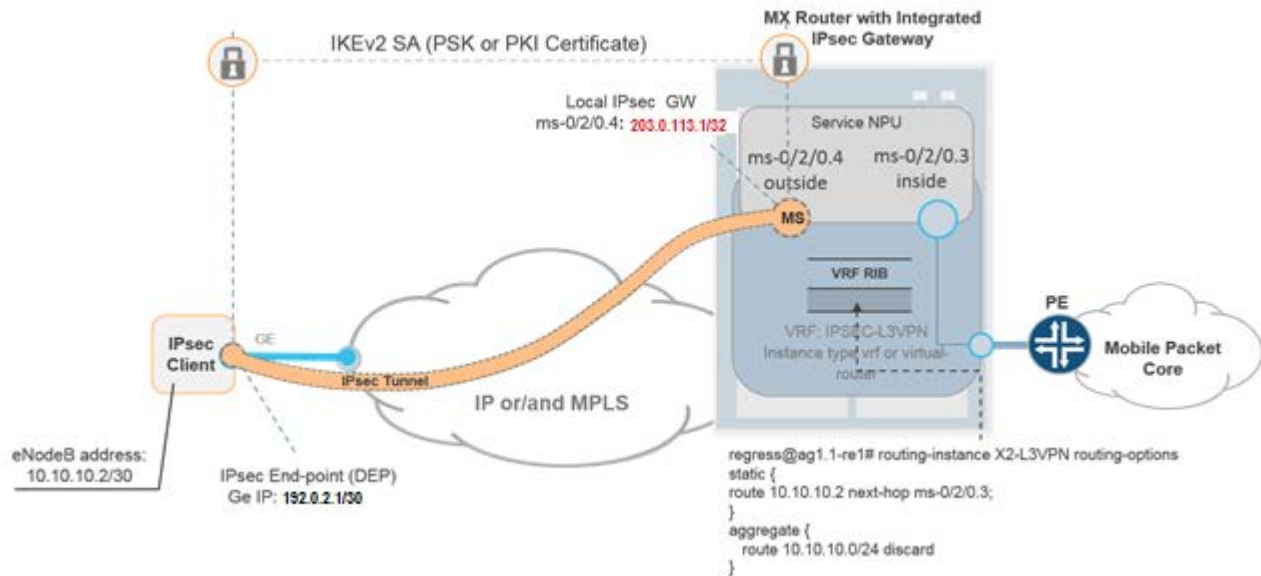 MX Router with Integrated
IPsec Gateway
IKEv2 SA (PSK or PKI Certificate)
Local IPsec GW
ms-0/2/0.4: 203.0.113.1/32
Service NPU
ms-0/2/0.4
outside
ms-0/2/0.3
inside
MS
VRF RIB
VRF: IPSEC-L3VPN
Instance type vrf or virtual-
router
PE
Mobile Packet
Core
IPsec
Client
GE
IPsec Tunnel
IP or/and MPLS
eNodeB address:
10.10.10.2/30
IPsec End-point (DEP)
Ge IP: 192.0.2.1/30
regress@ag1.1-re1# routing-instance X2-L3VPN routing-options
static {
route 10.10.10.2 next-hop ms-0/2/0.3;
}
aggregate {
route 10.10.10.0/24 discard
}